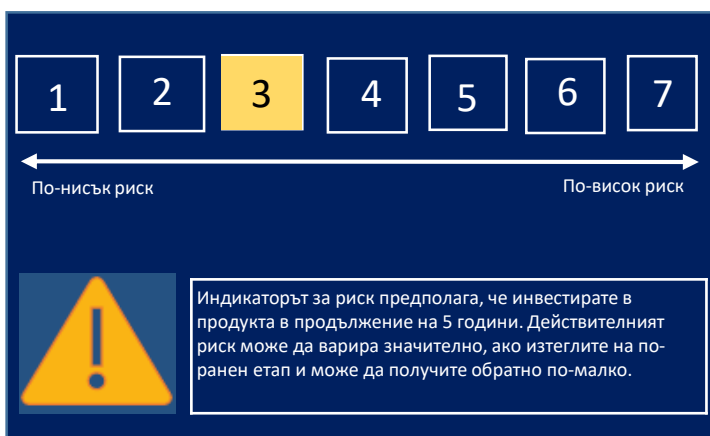 1 2 3 4 5 6 7
По-нисък риск По-висок риск
Индикаторът за риск предполага, че инвестирате в
продукта в продължение на 5 години. Действителният
риск може да варира значително, ако изтеглите на по-
ранен етап и може да получите обратно по-малко.